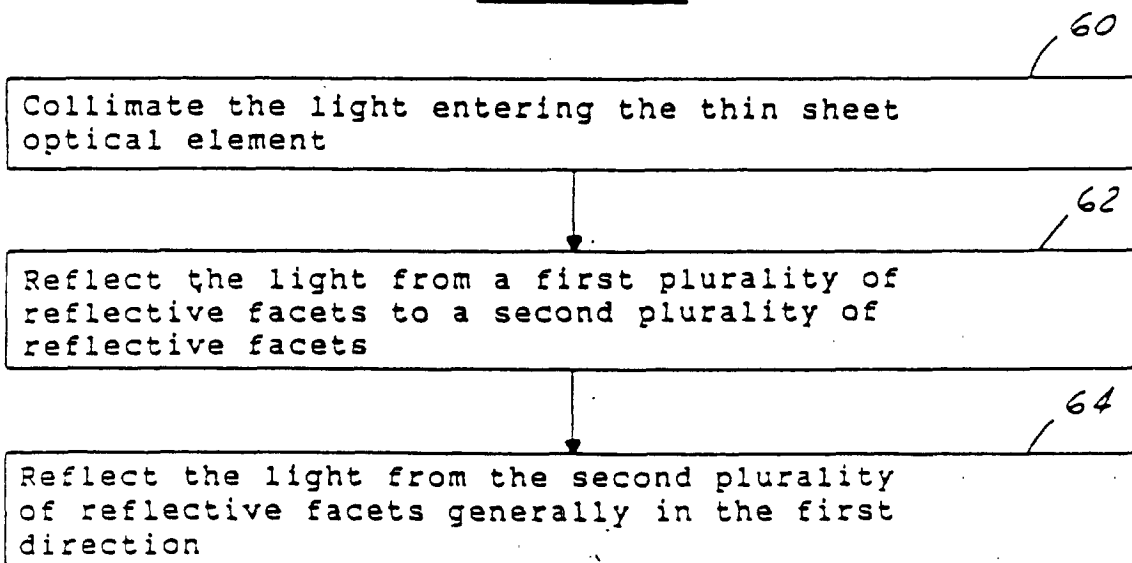 60
Collimate the light entering the thin sheet
optical element
62
Reflect the light from a first plurality of
reflective facets to a second plurality of
reflective facets
64
Reflect the light from the second plurality
of reflective facets generally in the first
direction